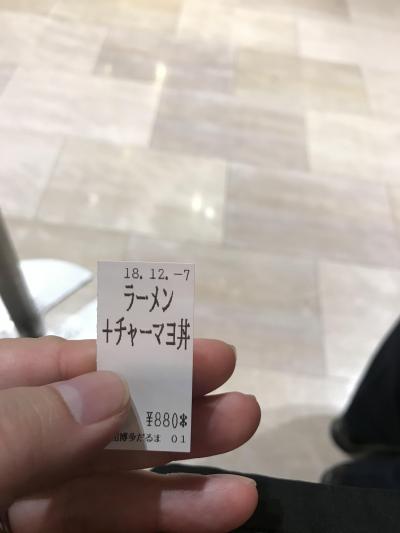 18.12.-7
ラーメン
+チャーマヨ丼
¥880*
博多だるま 01